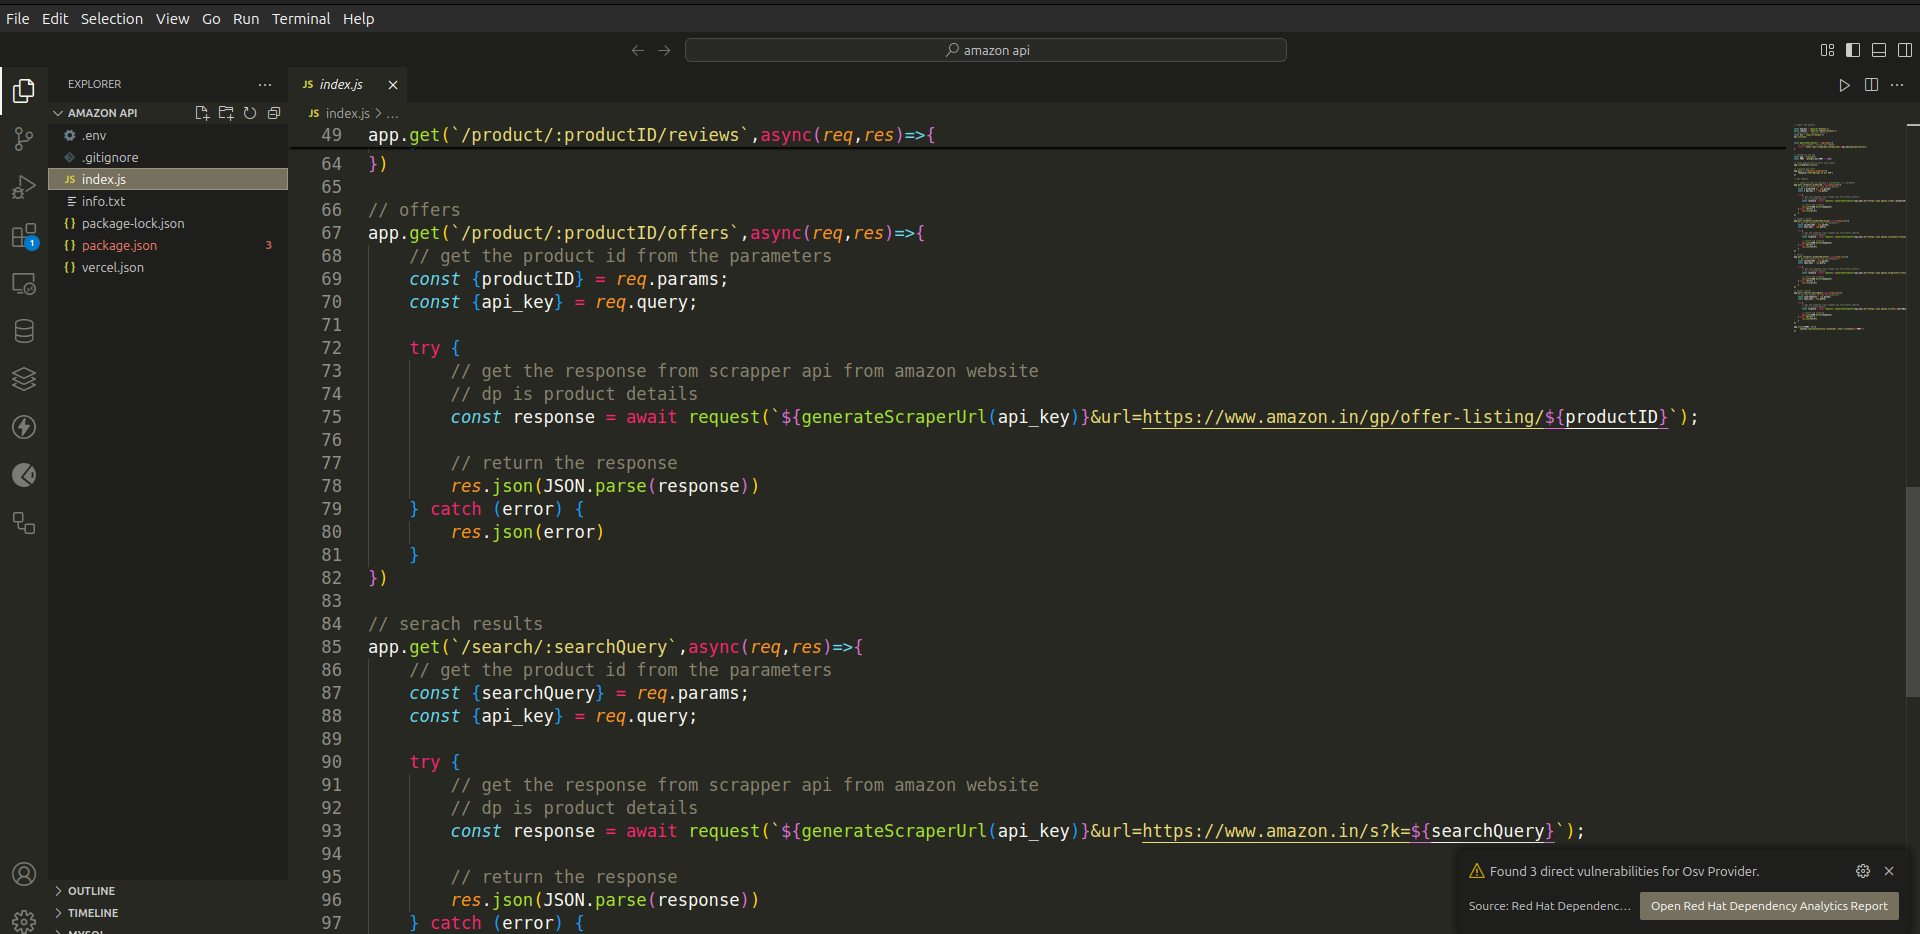 File Edit Selection View Go Run Terminal Help
amazon api
EXPLORER
AMAZON API
.env
.gitignore
JS index.js
info.txt
{} package-lock.json
{} package.json 3
{} vercel.json
1
OUTLINE
TIMELINE
JS index.js
JS index.js > ...
49 app.get(`/product/:productID/reviews`,async(req,res)=>{
64 })
65
66 // offers
67 app.get(`/product/:productID/offers`,async(req,res)=>{
68 // get the product id from the parameters
69 const {productID} = req.params;
70 const {api_key} = req.query;
71
72 try {
73 // get the response from scrapper api from amazon website
74 // dp is product details
75 const response = await request(`${generateScraperUrl(api_key)}&url=https://www.amazon.in/gp/offer-listing/${productID}`);
76
77 // return the response
78 res.json(JSON.parse(response))
79 } catch (error) {
80 res.json(error)
81 }
82 })
83
84 // serach results
85 app.get(`/search/:searchQuery`,async(req,res)=>{
86 // get the product id from the parameters
87 const {searchQuery} = req.params;
88 const {api_key} = req.query;
89
90 try {
91 // get the response from scrapper api from amazon website
92 // dp is product details
93 const response = await request(`${generateScraperUrl(api_key)}&url=https://www.amazon.in/s?k=${searchQuery}`);
94
95 // return the response
96 res.json(JSON.parse(response))
97 } catch (error) {
Found 3 direct vulnerabilities for Osv Provider.
Source: Red Hat Dependenc...
Open Red Hat Dependency Analytics Report